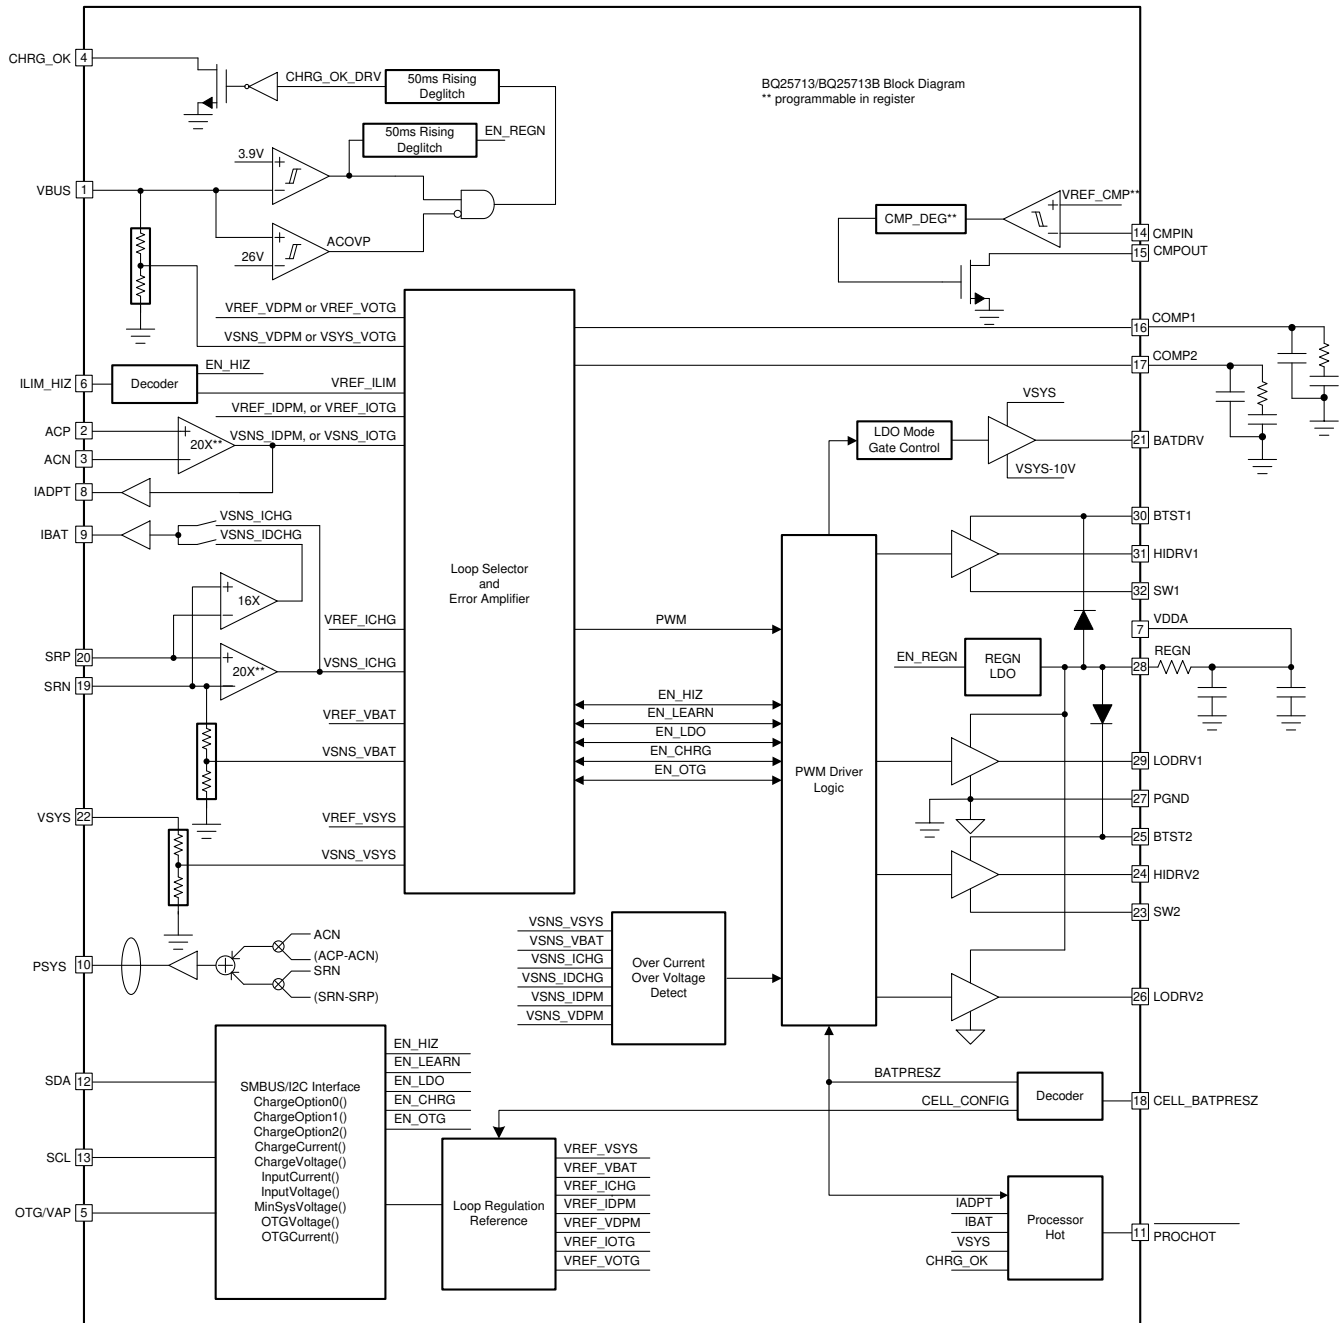 CHRG_OK
4
CHRG_OK_DRV
50ms Rising
Deglitch
BQ25713/BQ25713B Block Diagram
** programmable in register
50ms Rising
Deglitch
EN_REGN
3.9V
+
−
VBUS
1
+
−
26V
ACOVP
VREF_CMP**
+
−
CMP_DEG**
14
CMPIN
15
CMPOUT
VREF_VDPM or VREF_VOTG
VSNS_VDPM or VSYS_VOTG
16
COMP1
17
COMP2
EN_HIZ
ILIM_HIZ
6
Decoder
VREF_ILIM
VREF_IDPM, or VREF_IOTG
ACP
2
+
20X**
VSNS_IDPM, or VSNS_IOTG
ACN
3
−
IADPT
8
VSYS
LDO Mode
Gate Control
21
BATDRV
VSYS-10V
IBAT
9
VSNS_ICHG
VSNS_IDCHG
30
BTST1
31
HIDRV1
32
SW1
Loop Selector
and
Error Amplifier
+
16X
−
VREF_ICHG
PWM
VDDA
7
SRP
20
+
20X**
−
VSNS_ICHG
SRN
19
EN_REGN
REGN
LDO
28
REGN
EN_HIZ
EN_LEARN
EN_LDO
EN_CHRG
EN_OTG
VREF_VBAT
VSNS_VBAT
PWM Driver
Logic
29
LODRV1
27
PGND
VSYS
22
VREF_VSYS
VSNS_VSYS
25
BTST2
24
HIDRV2
23
SW2
VSNS_VSYS
VSNS_VBAT
VSNS_ICHG
VSNS_IDCHG
VSNS_IDPM
VSNS_VDPM
Over Current
Over Voltage
Detect
PSYS
10
ACN
(ACP-ACN)
SRN
(SRN-SRP)
26
LODRV2
SDA
12
SCL
13
OTG/VAP
5
SMBUS/I2C Interface
ChargeOption0()
ChargeOption1()
ChargeOption2()
ChargeCurrent()
ChargeVoltage()
InputCurrent()
InputVoltage()
MinSysVoltage()
OTGVoltage()
OTGCurrent()
EN_HIZ
EN_LEARN
EN_LDO
EN_CHRG
EN_OTG
BATPRESZ
CELL_CONFIG
Decoder
18
CELL_BATPRESZ
Loop Regulation
Reference
VREF_VSYS
VREF_VBAT
VREF_ICHG
VREF_IDPM
VREF_VDPM
VREF_IOTG
VREF_VOTG
IADPT
IBAT
VSYS
CHRG_OK
Processor
Hot
11
PROCHOT